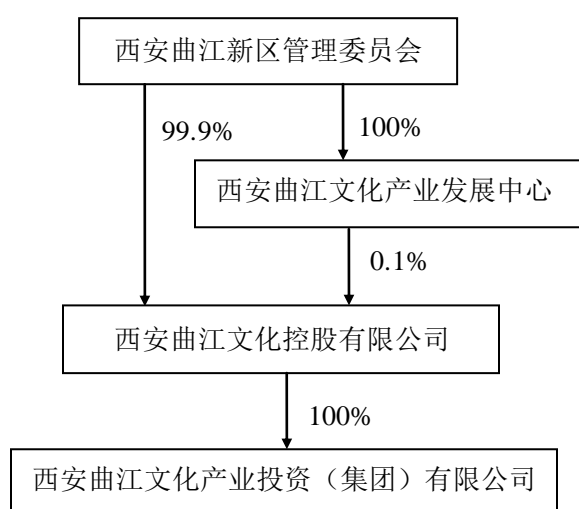 西安曲江新区管理委员会
99.9%
100%
西安曲江文化产业发展中心
0.1%
西安曲江文化控股有限公司
100%
西安曲江文化产业投资（集团）有限公司